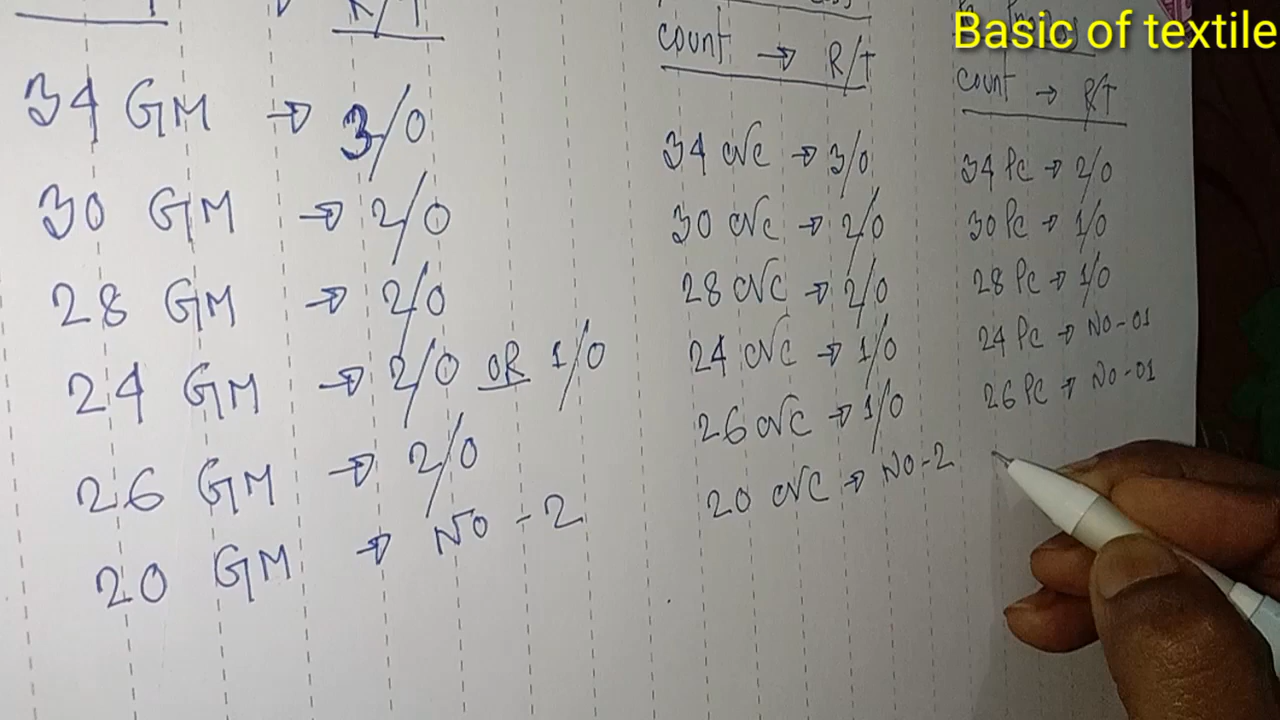 Basic of textile
R/T
34 GM → 3/0
30 GM → 2/0
28 GM → 2/0
24 GM → 2/0 OR 1/0
26 GM → 2/0
20 GM → NO - 2
count → R/T
34 CVC → 3/0
30 CVC → 2/0
28 CVC → 2/0
24 CVC → 1/0
26 CVC → 1/0
20 CVC → NO-2
count → R/T
34 PC → 2/0
30 PC → 1/0
28 PC → 1/0
24 PC → NO-01
26 PC → NO-01